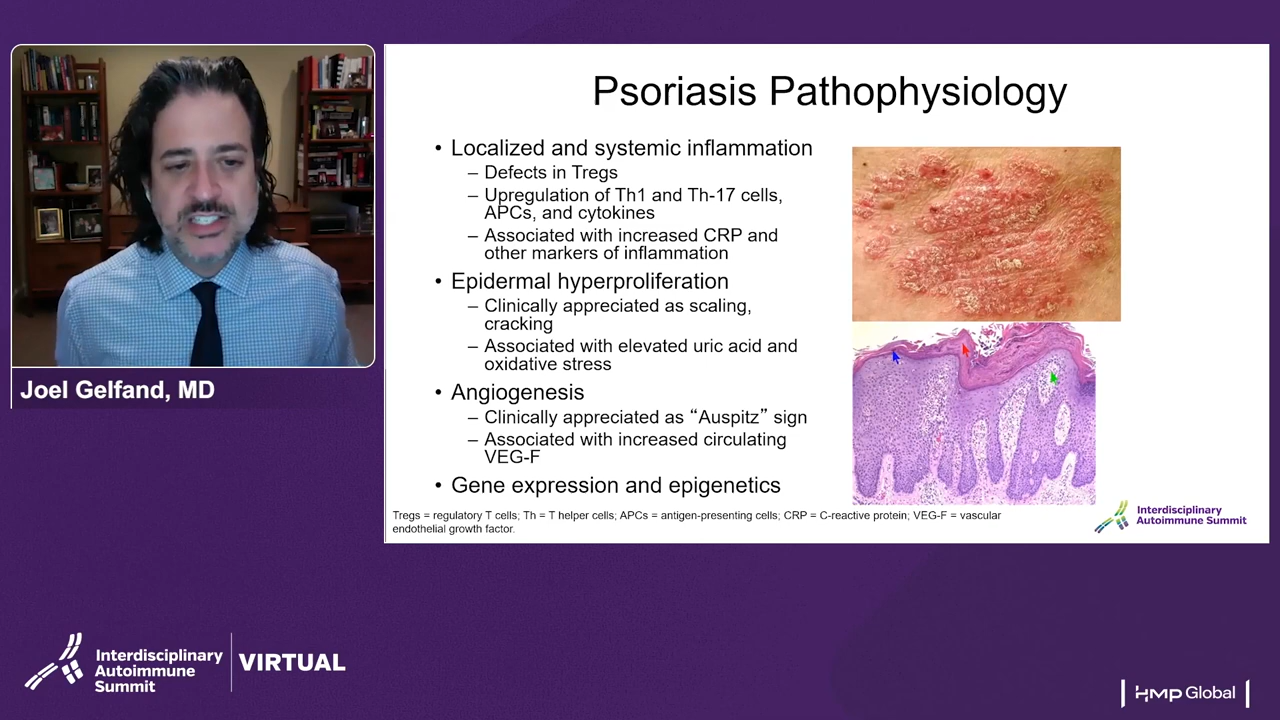 Joel Gelfand, MD
Psoriasis Pathophysiology
• Localized and systemic inflammation
– Defects in Tregs
– Upregulation of Th1 and Th-17 cells,
APCs, and cytokines
– Associated with increased CRP and
other markers of inflammation
• Epidermal hyperproliferation
– Clinically appreciated as scaling,
cracking
– Associated with elevated uric acid and
oxidative stress
• Angiogenesis
– Clinically appreciated as “Auspitz” sign
– Associated with increased circulating
VEG-F
• Gene expression and epigenetics
Tregs = regulatory T cells; Th = T helper cells; APCs = antigen-presenting cells; CRP = C-reactive protein; VEG-F = vascular
endothelial growth factor.
Interdisciplinary
Autoimmune Summit
Interdisciplinary
Autoimmune
Summit
VIRTUAL
HMP Global